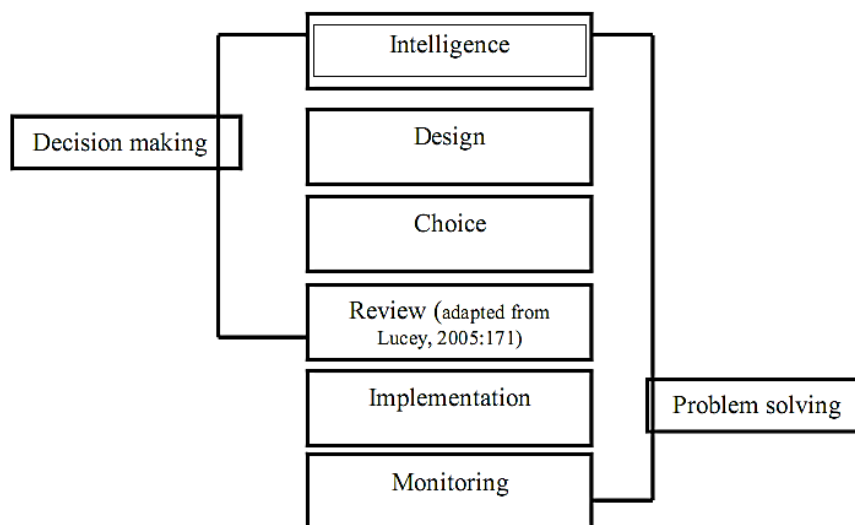 Intelligence
Decision making
Design
Choice
Review (adapted from
Lucey, 2005:171)
Implementation
Problem solving
Monitoring